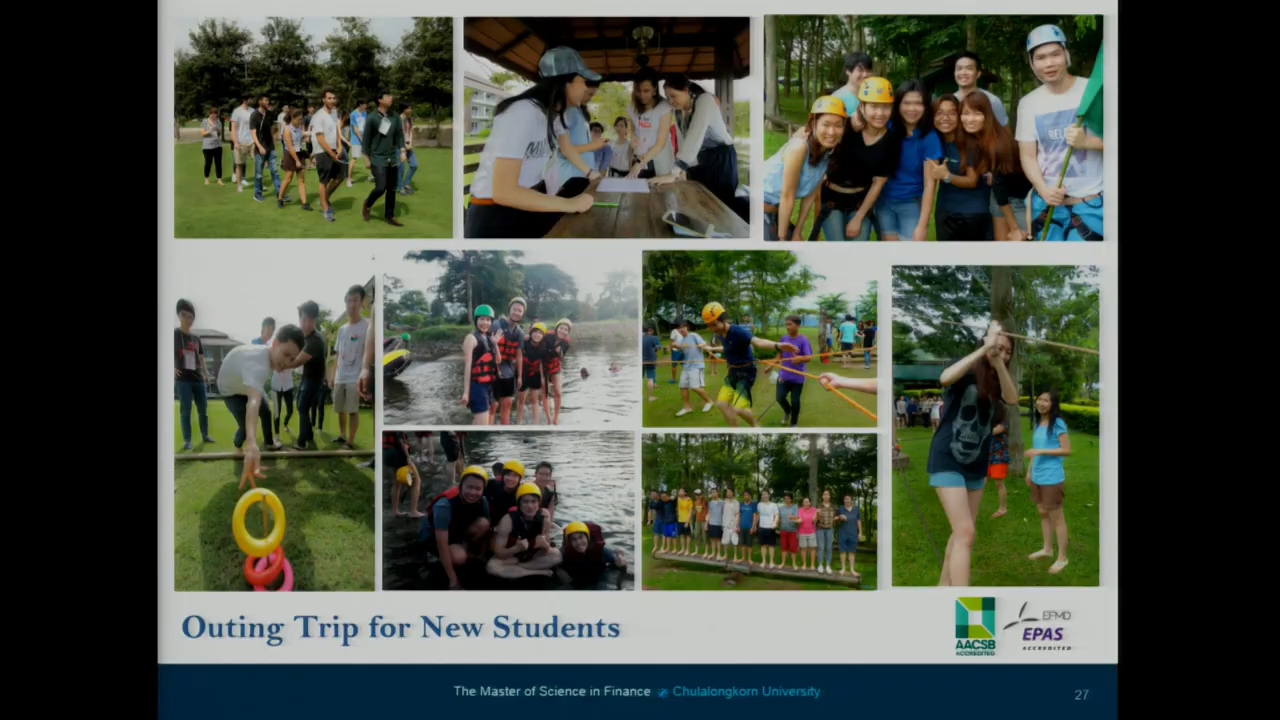 Outing Trip for New Students
AACSB
ACCREDITED
EFMD
EPAS
ACCREDITED
The Master of Science in Finance Chulalongkorn University
27